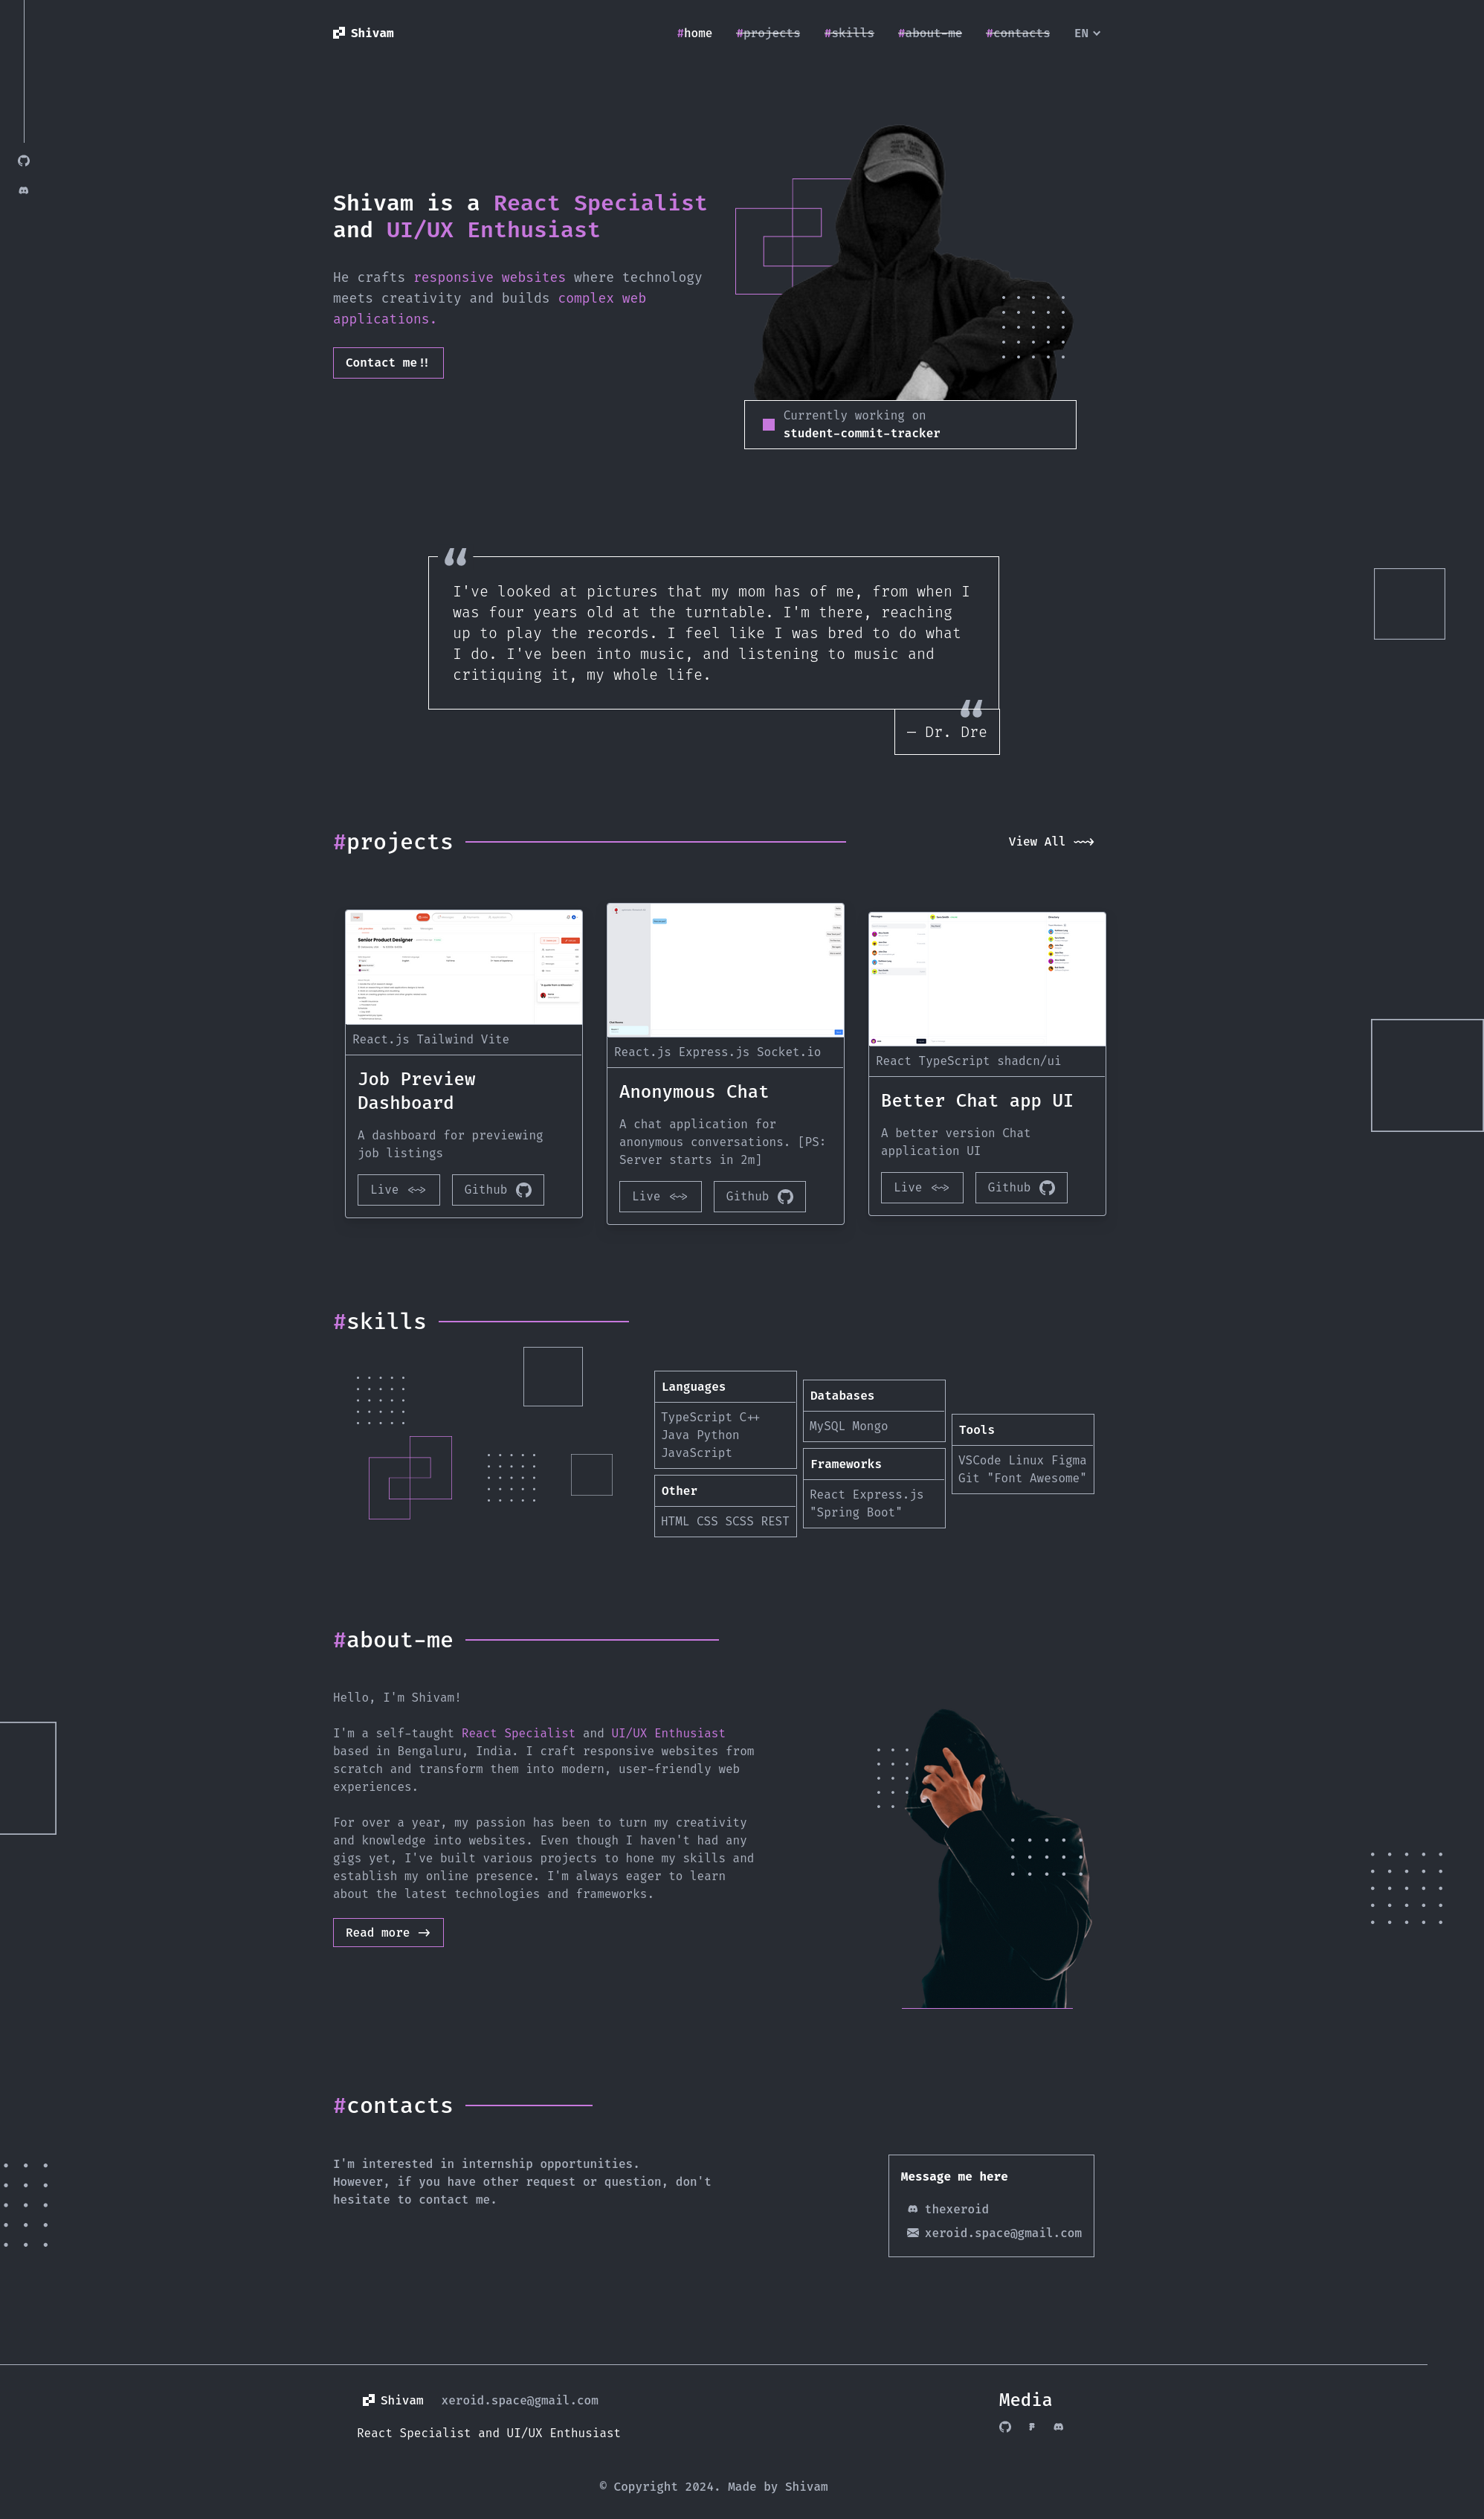 Shivam
#home #projects #skills #about-me #contacts EN
Shivam is a React Specialist
and UI/UX Enthusiast
He crafts responsive websites where technology
meets creativity and builds complex web
applications.
Contact me!!
Currently working on
student-commit-tracker
“
I've looked at pictures that my mom has of me, from when I
was four years old at the turntable. I'm there, reaching
up to play the records. I feel like I was bred to do what
I do. I've been into music, and listening to music and
critiquing it, my whole life.
“
— Dr. Dre
#projects
View All ~~>
Senior Product Designer
React.js Tailwind Vite
Job Preview
Dashboard
A dashboard for previewing
job listings
Live <~>
Github
React.js Express.js Socket.io
Anonymous Chat
A chat application for
anonymous conversations. [PS:
Server starts in 2m]
Live <~>
Github
React TypeScript shadcn/ui
Better Chat app UI
A better version Chat
application UI
Live <~>
Github
#skills
Languages
TypeScript C++
Java Python
JavaScript
Other
HTML CSS SCSS REST
Databases
MySQL Mongo
Frameworks
React Express.js
"Spring Boot"
Tools
VSCode Linux Figma
Git "Font Awesome"
#about-me
Hello, I'm Shivam!
I'm a self-taught React Specialist and UI/UX Enthusiast
based in Bengaluru, India. I craft responsive websites from
scratch and transform them into modern, user-friendly web
experiences.
For over a year, my passion has been to turn my creativity
and knowledge into websites. Even though I haven't had any
gigs yet, I've built various projects to hone my skills and
establish my online presence. I'm always eager to learn
about the latest technologies and frameworks.
Read more ->
#contacts
I'm interested in internship opportunities.
However, if you have other request or question, don't
hesitate to contact me.
Message me here
thexeroid
xeroid.space@gmail.com
Shivam xeroid.space@gmail.com
React Specialist and UI/UX Enthusiast
Media
© Copyright 2024. Made by Shivam